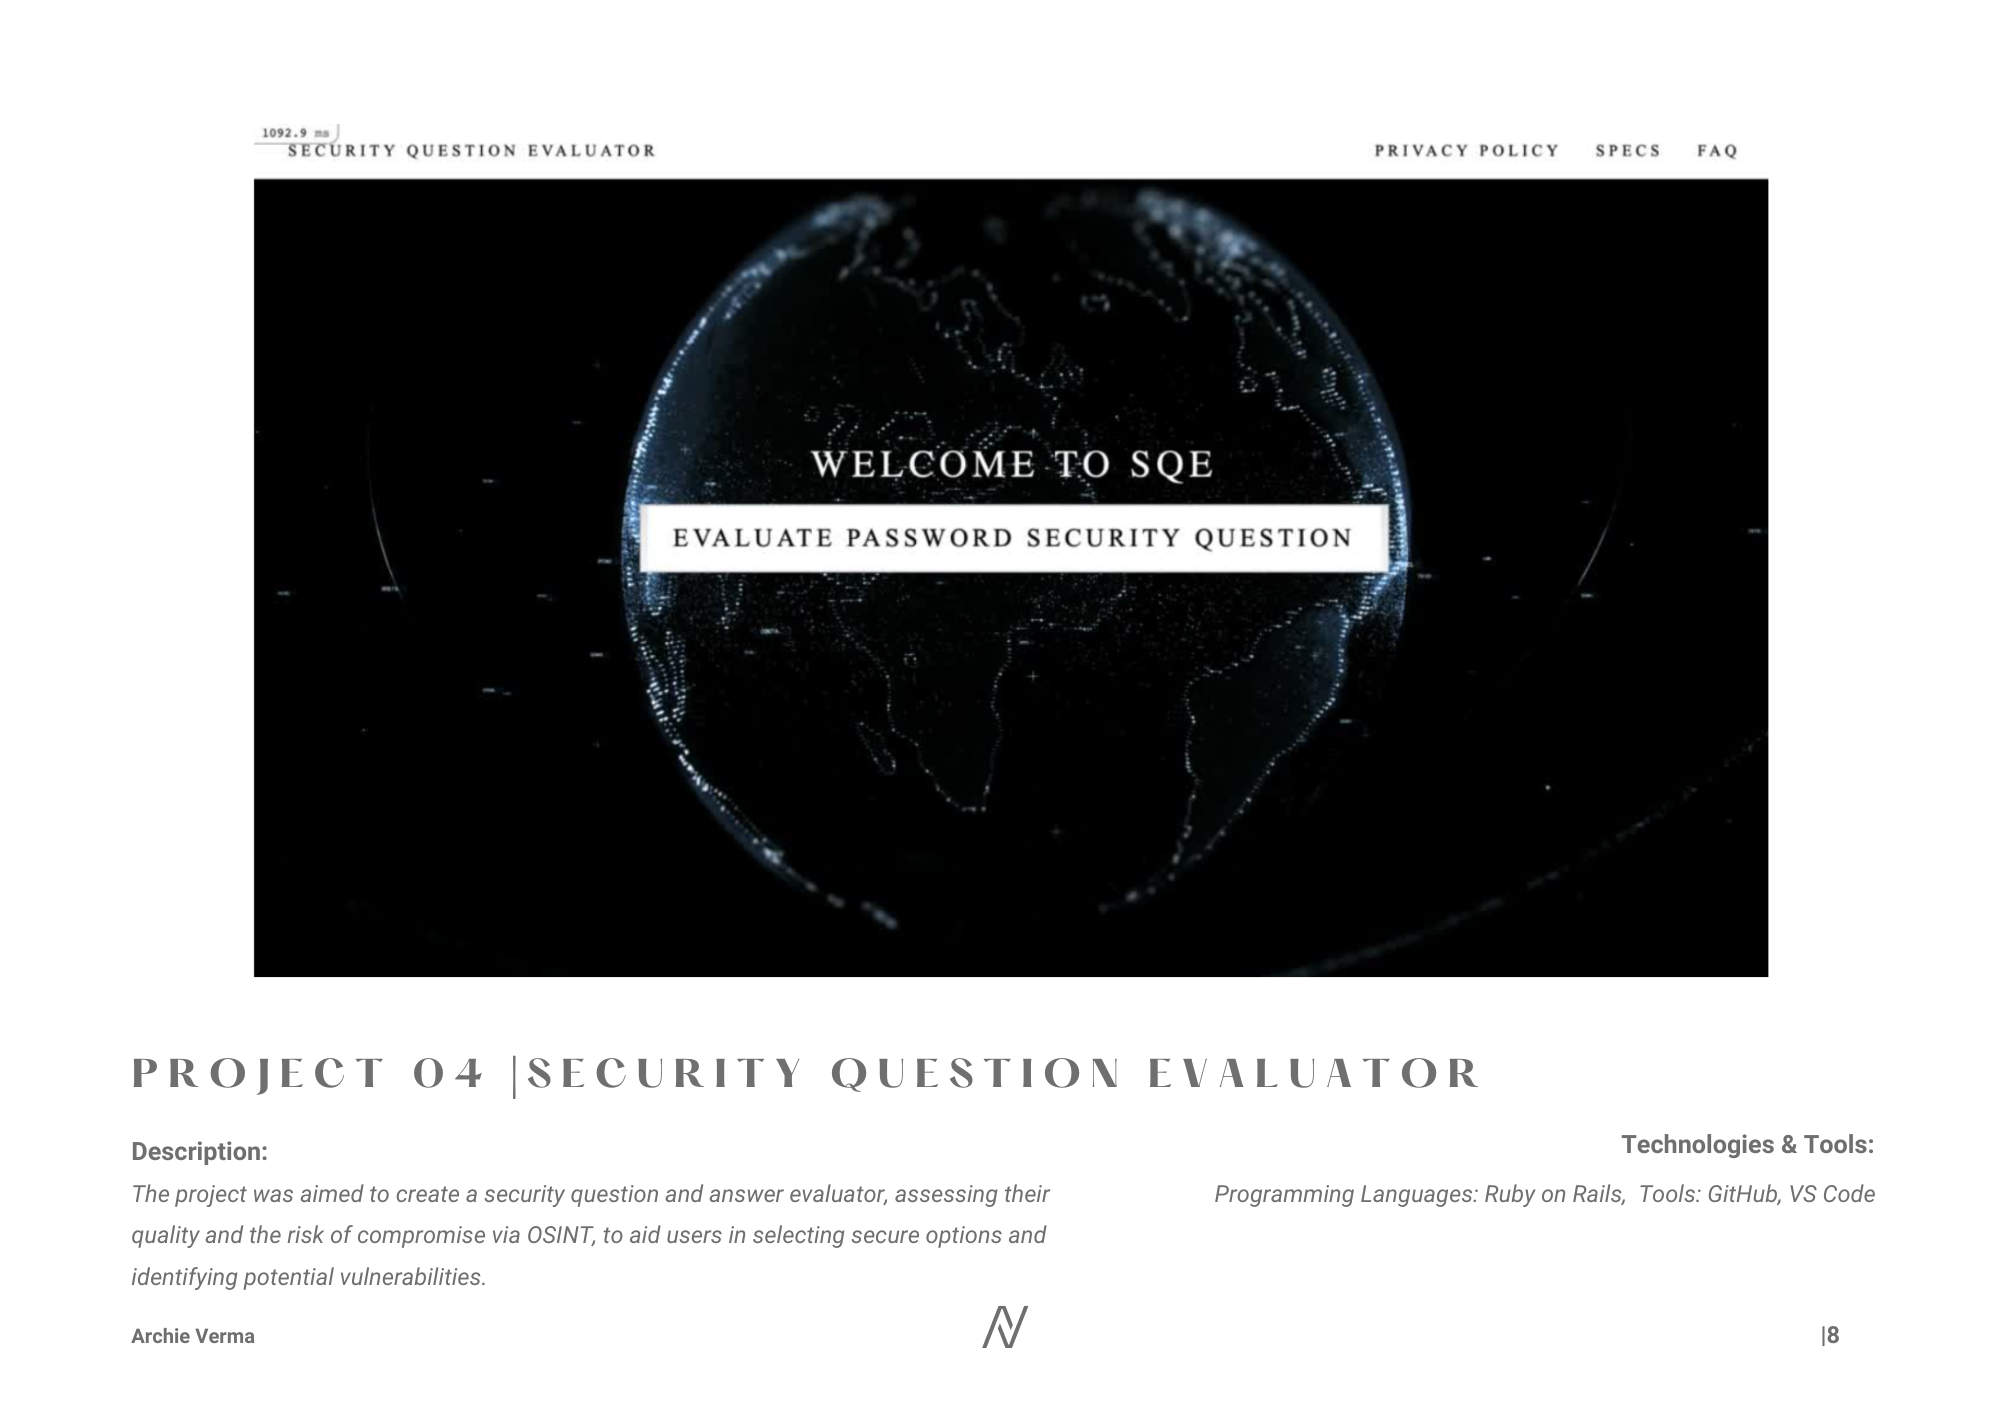 1092.9 ms
SECURITY QUESTION EVALUATOR
PRIVACY POLICY SPECS FAQ
WELCOME TO SQE
EVALUATE PASSWORD SECURITY QUESTION
PROJECT 04 |SECURITY QUESTION EVALUATOR
Description:
The project was aimed to create a security question and answer evaluator, assessing their
quality and the risk of compromise via OSINT, to aid users in selecting secure options and
identifying potential vulnerabilities.
Technologies & Tools:
Programming Languages: Ruby on Rails, Tools: GitHub, VS Code
Archie Verma
|8